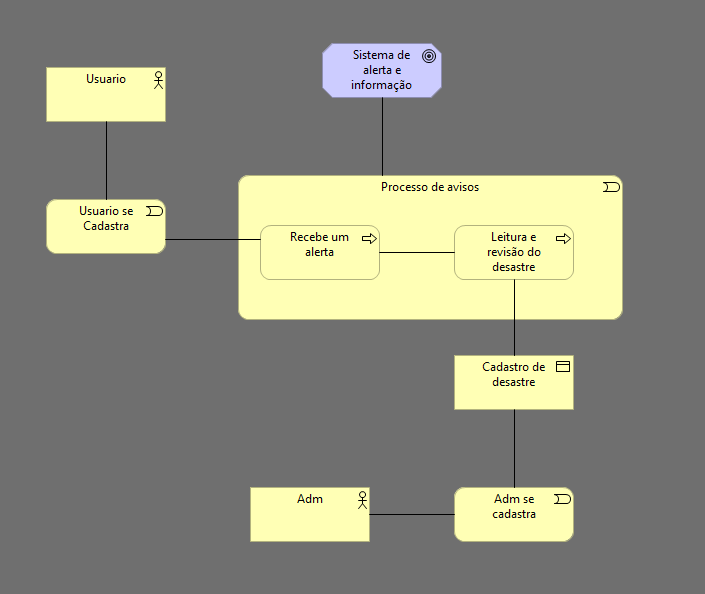 Sistema de
alerta e
informação
Usuario
Processo de avisos
Usuario se
Cadastra
Recebe um
alerta
Leitura e
revisão do
desastre
Cadastro de
desastre
Adm
Adm se
cadastra